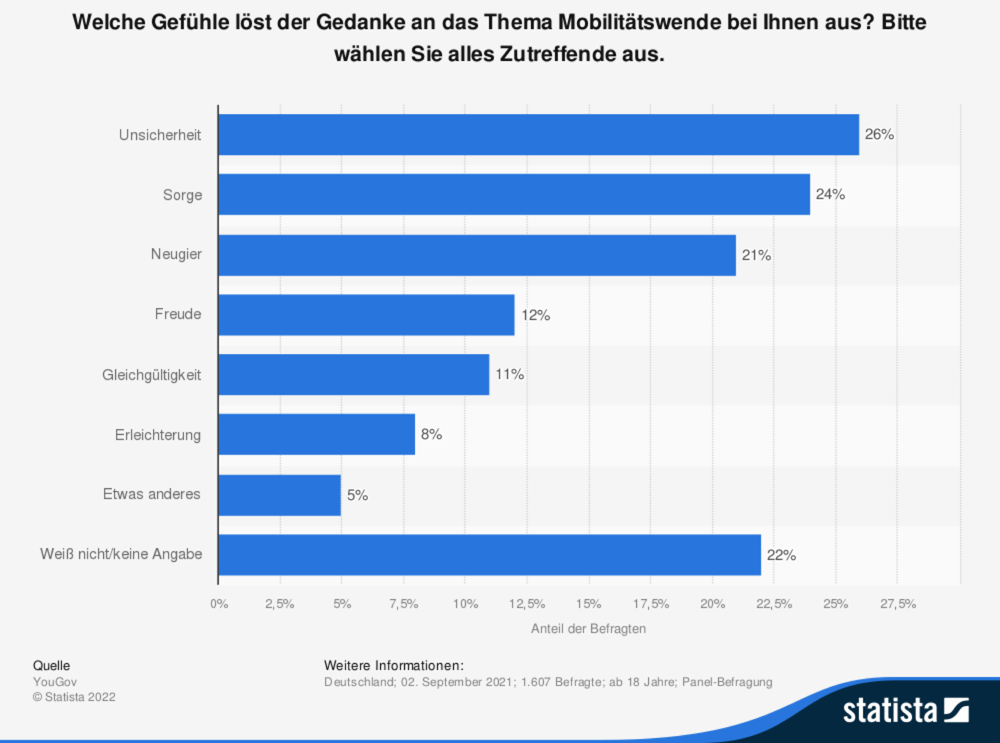 Welche Gefühle löst der Gedanke an das Thema Mobilitätswende bei Ihnen aus? Bitte
wählen Sie alles Zutreffende aus.
Unsicherheit 26%
Sorge 24%
Neugier 21%
Freude 12%
Gleichgültigkeit 11%
Erleichterung 8%
Etwas anderes 5%
Weiß nicht/keine Angabe 22%
0% 2,5% 5% 7,5% 10% 12,5% 15% 17,5% 20% 22,5% 25% 27,5%
Anteil der Befragten
Quelle
YouGov
© Statista 2022
Weitere Informationen:
Deutschland; 02. September 2021; 1.607 Befragte; ab 18 Jahre; Panel-Befragung
statista